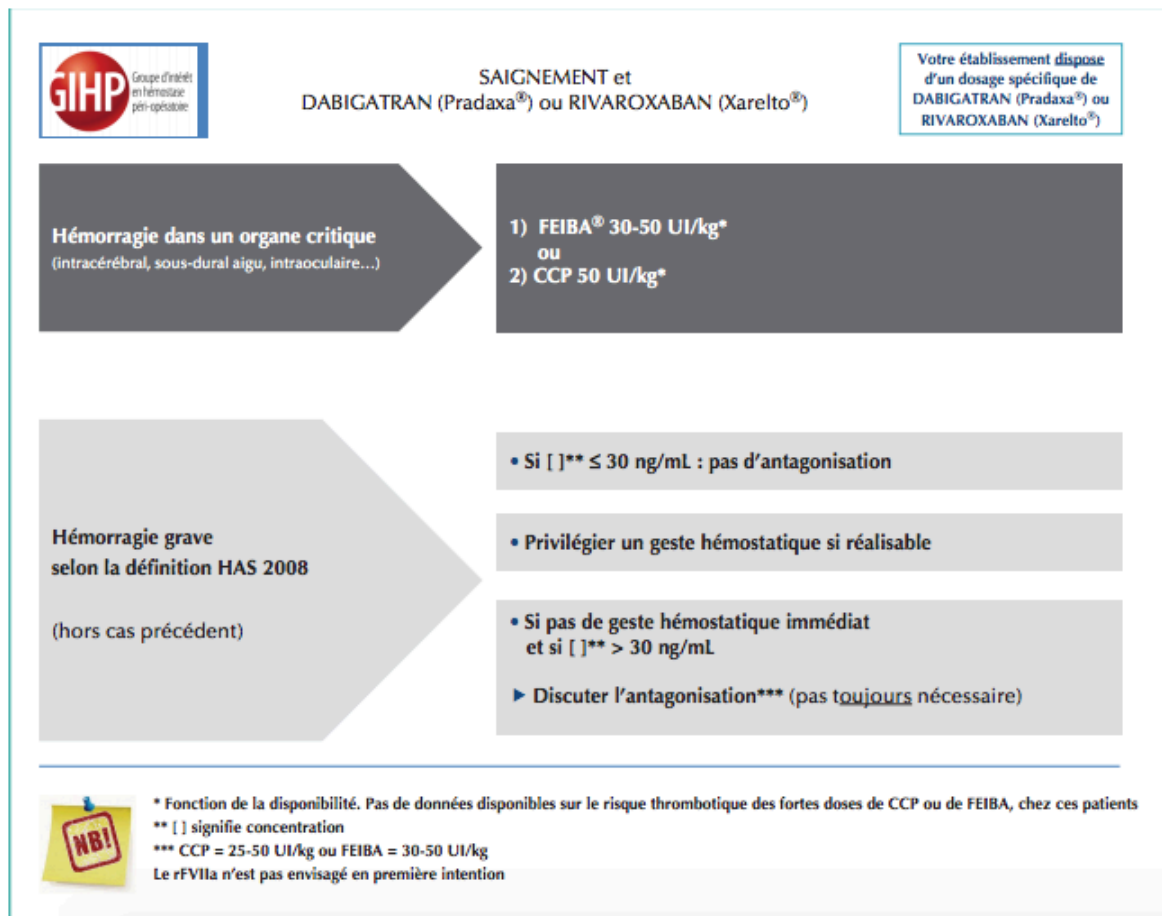 GIHP
Groupe d'intérêt
en hémostase
péri-opératoire
SAIGNEMENT et
DABIGATRAN (Pradaxa®) ou RIVAROXABAN (Xarelto®)
Votre établissement dispose
d'un dosage spécifique de
DABIGATRAN (Pradaxa®) ou
RIVAROXABAN (Xarelto®)
Hémorragie dans un organe critique
(intracérébral, sous-dural aigu, intraoculaire...)
1) FEIBA® 30-50 UI/kg*
ou
2) CCP 50 UI/kg*
Hémorragie grave
selon la définition HAS 2008
(hors cas précédent)
• Si [ ]** ≤ 30 ng/mL : pas d'antagonisation
• Privilégier un geste hémostatique si réalisable
• Si pas de geste hémostatique immédiat
et si [ ]** > 30 ng/mL
▶ Discuter l'antagonisation*** (pas toujours nécessaire)
NB!
* Fonction de la disponibilité. Pas de données disponibles sur le risque thrombotique des fortes doses de CCP ou de FEIBA, chez ces patients
** [ ] signifie concentration
*** CCP = 25-50 UI/kg ou FEIBA = 30-50 UI/kg
Le rFVIIa n'est pas envisagé en première intention